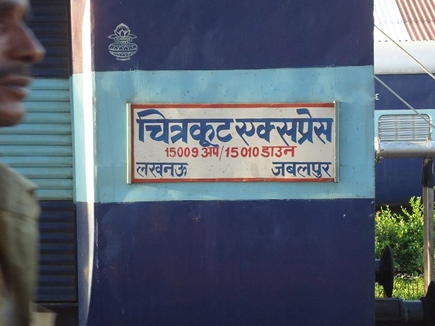 चित्रकूट एक्सप्रेस
15009 अप/15010 डाउन
लखनऊ जबलपुर